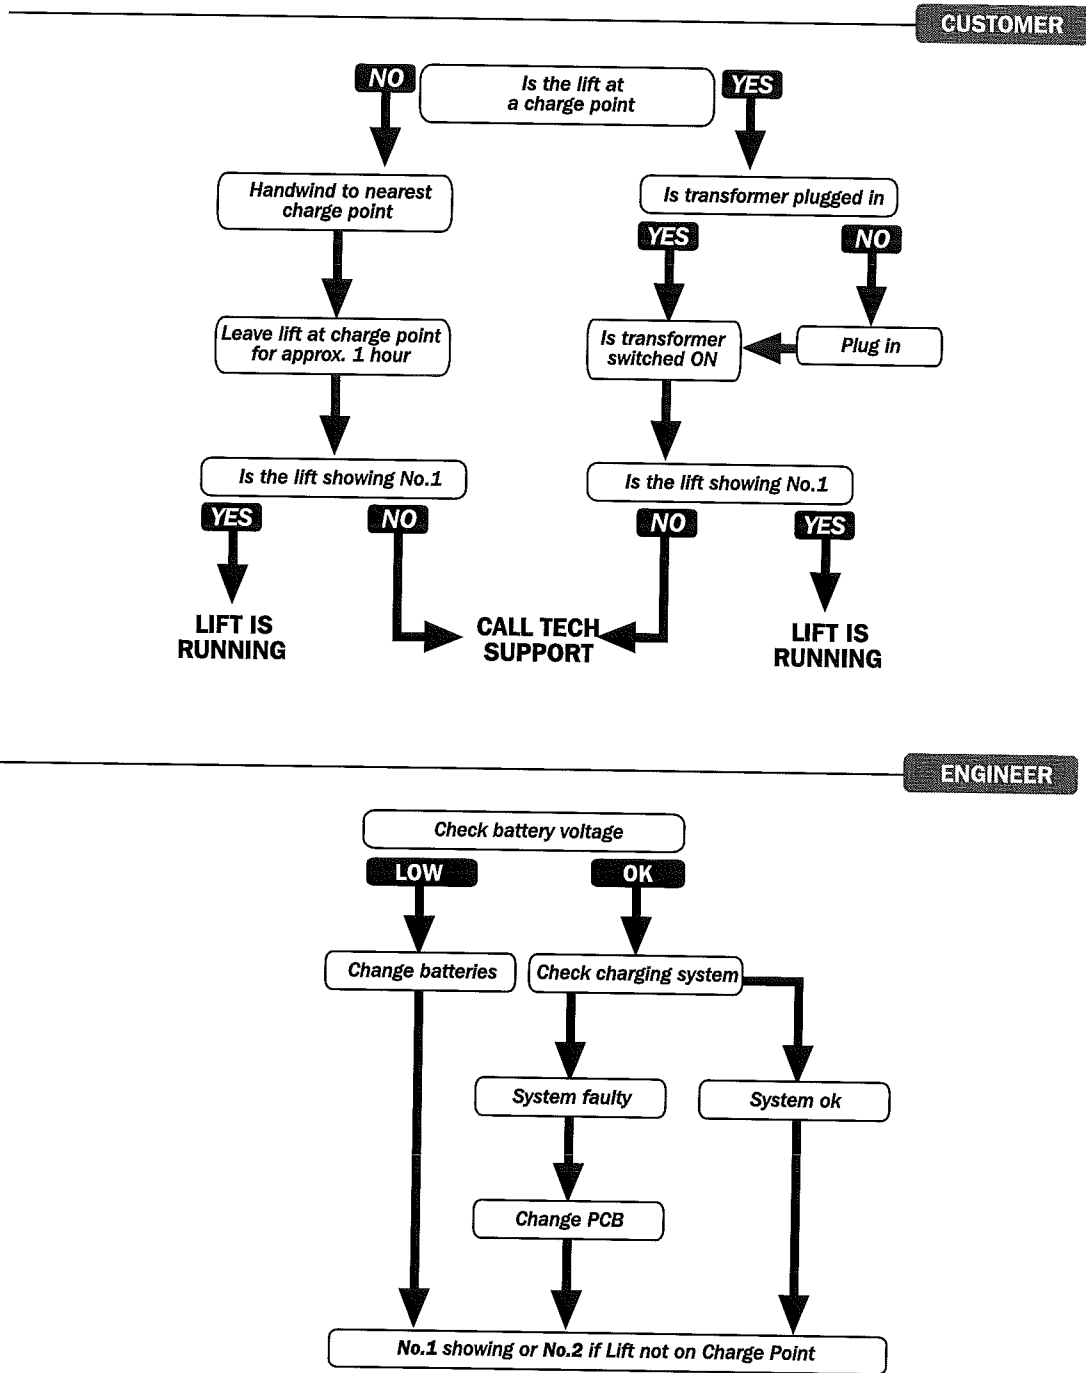 CUSTOMER
NO
Is the lift at
a charge point
YES
Handwind to nearest
charge point
Is transformer plugged in
YES
NO
Leave lift at charge point
for approx. 1 hour
Is transformer
switched ON
Plug in
Is the lift showing No.1
Is the lift showing No.1
YES
NO
NO
YES
LIFT IS
RUNNING
CALL TECH
SUPPORT
LIFT IS
RUNNING
ENGINEER
Check battery voltage
LOW
OK
Change batteries
Check charging system
System faulty
System ok
Change PCB
No.1 showing or No.2 if Lift not on Charge Point